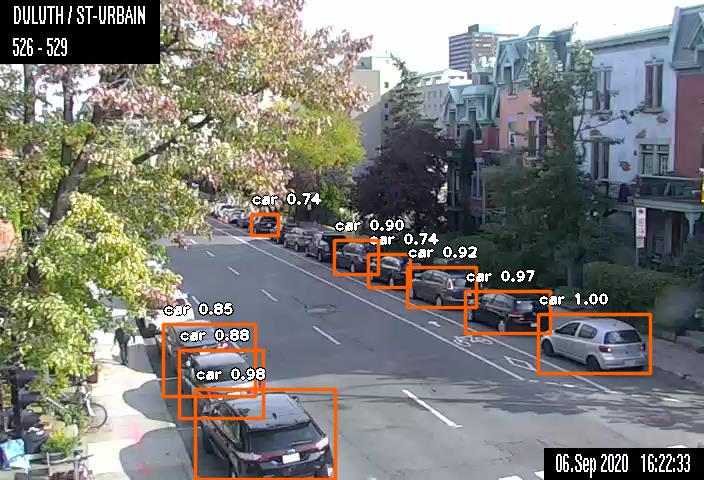 DULUTH / ST-URBAIN
526 - 529
car 0.74
car 0.90
car 0.74
car 0.92
car 0.97
car 1.00
car 0.85
car 0.88
car 0.98
06.Sep 2020 16:22:33